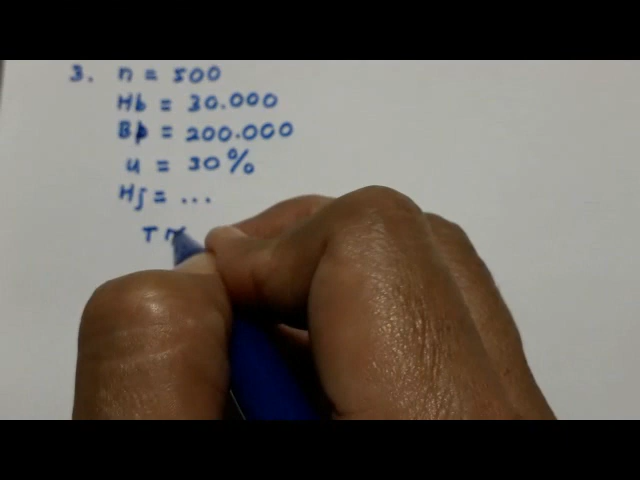 3. n = 500
Hb = 30.000
Bp = 200.000
u = 30%
Hj = ...
T